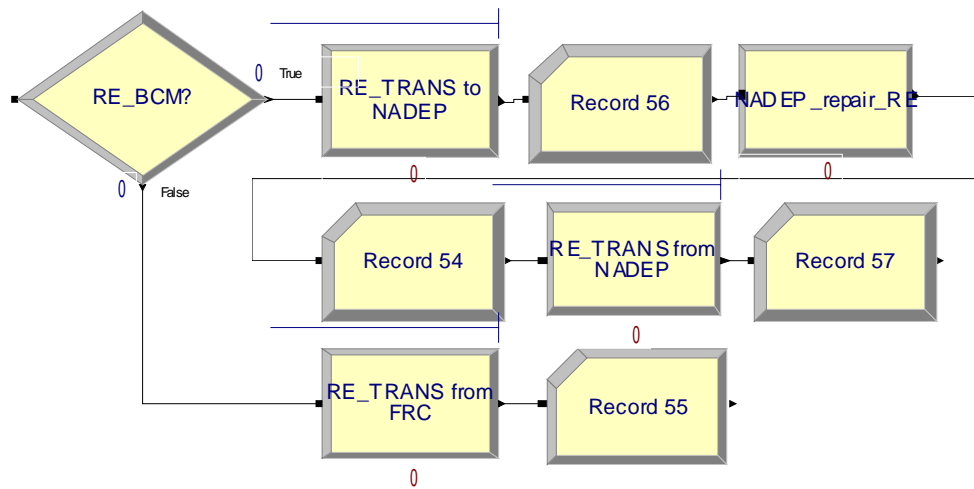 RE_BCM?
0 True
0 False
RE_TRANS to
NADEP
0
Record 56
NADEP_repair_RE
0
Record 54
RE_TRANS from
NADEP
0
Record 57
RE_TRANS from
FRC
0
Record 55